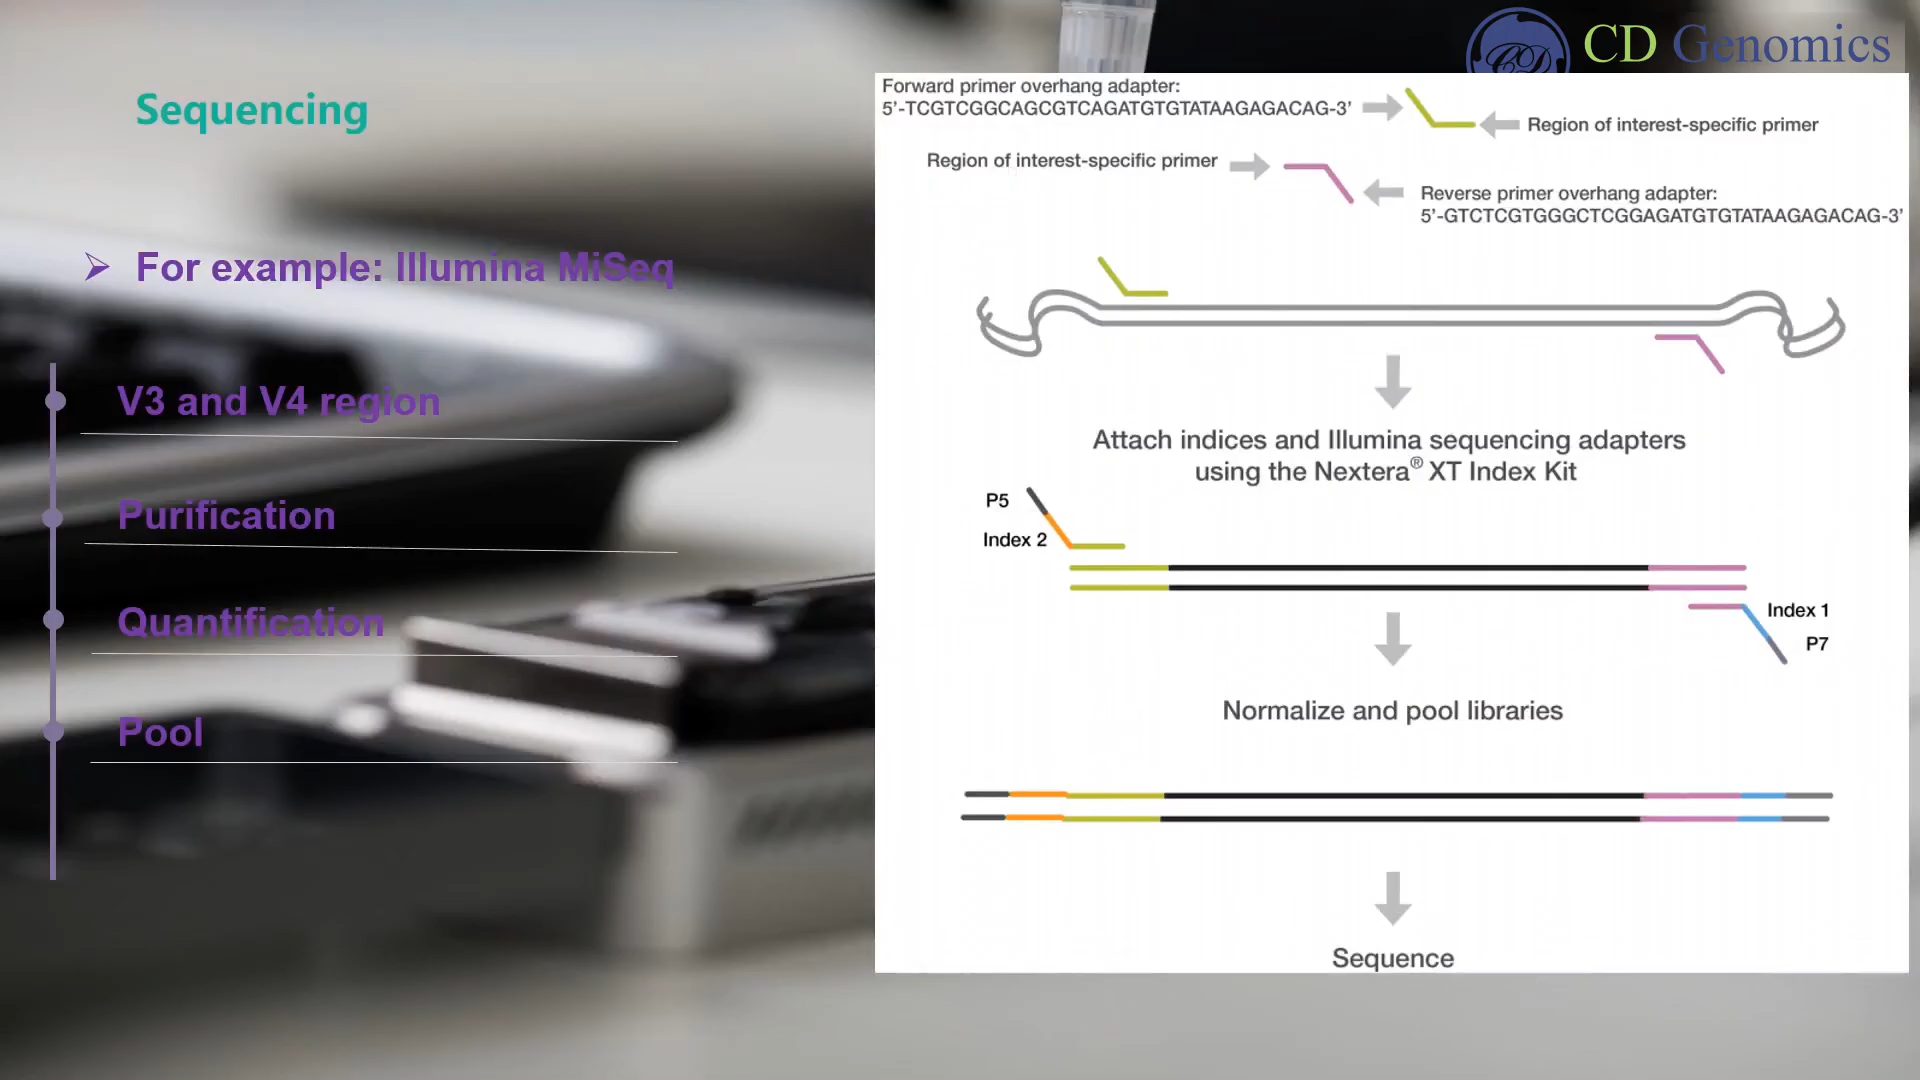 CD Genomics
Sequencing
For example: Illumina MiSeq
V3 and V4 region
Purification
Quantification
Pool
Forward primer overhang adapter:
5’-TCGTCGGCAGCGTCAGATGTGTATAAGAGACAG-3’
Region of interest-specific primer
Region of interest-specific primer
Reverse primer overhang adapter:
5’-GTCTCGTGGGCTCGGAGATGTGTATAAGAGACAG-3’
Attach indices and Illumina sequencing adapters
using the Nextera® XT Index Kit
P5
Index 2
Index 1
P7
Normalize and pool libraries
Sequence